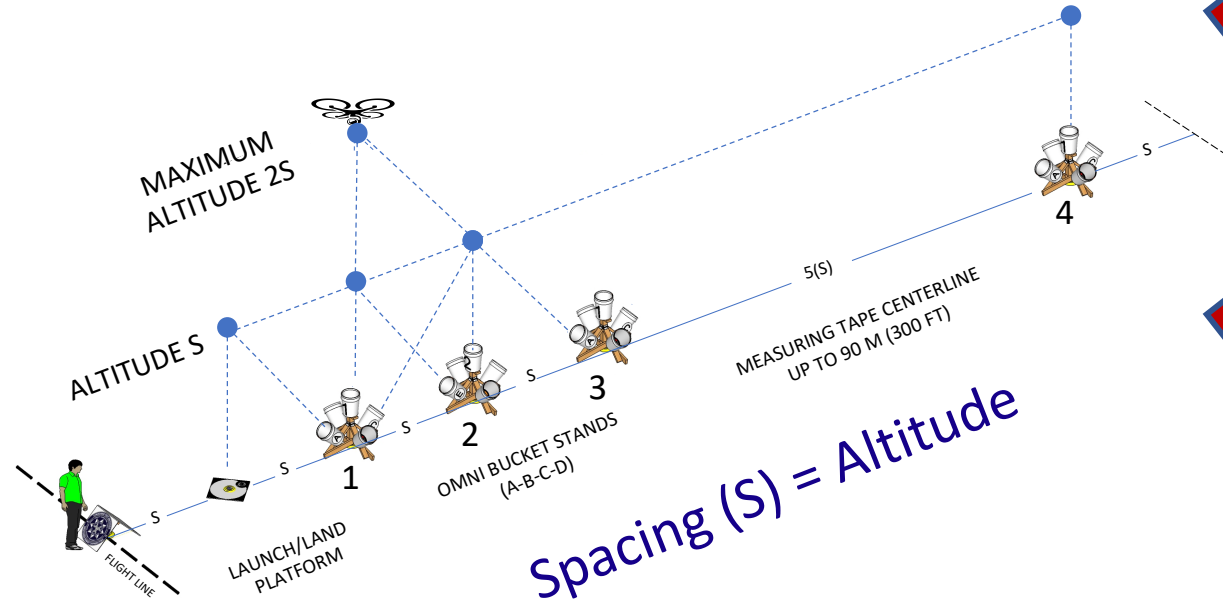 MAXIMUM
ALTITUDE 2S
ALTITUDE S
S
4
5(S)
MEASURING TAPE CENTERLINE
UP TO 90 M (300 FT)
S
3
S
2
OMNI BUCKET STANDS
(A-B-C-D)
S
1
S
LAUNCH/LAND
PLATFORM
FLIGHT LINE
Spacing (S) = Altitude